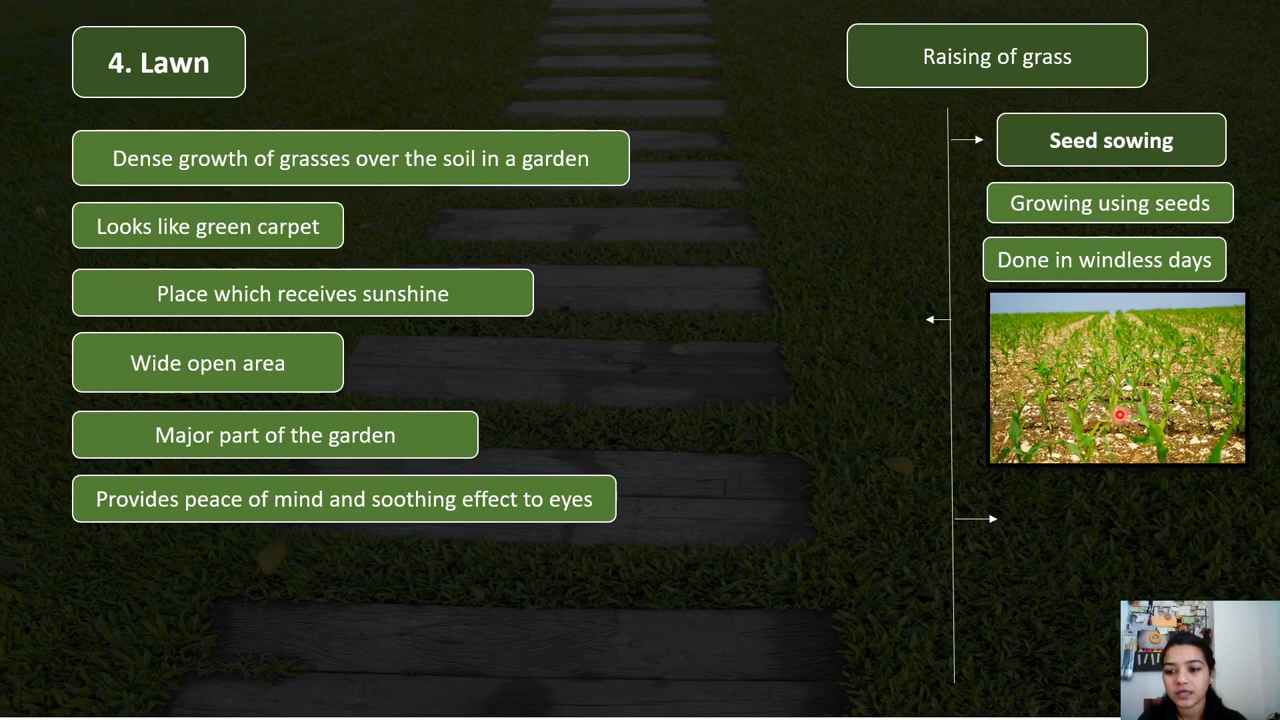 4. Lawn
Dense growth of grasses over the soil in a garden
Looks like green carpet
Place which receives sunshine
Wide open area
Major part of the garden
Provides peace of mind and soothing effect to eyes
Raising of grass
Seed sowing
Growing using seeds
Done in windless days